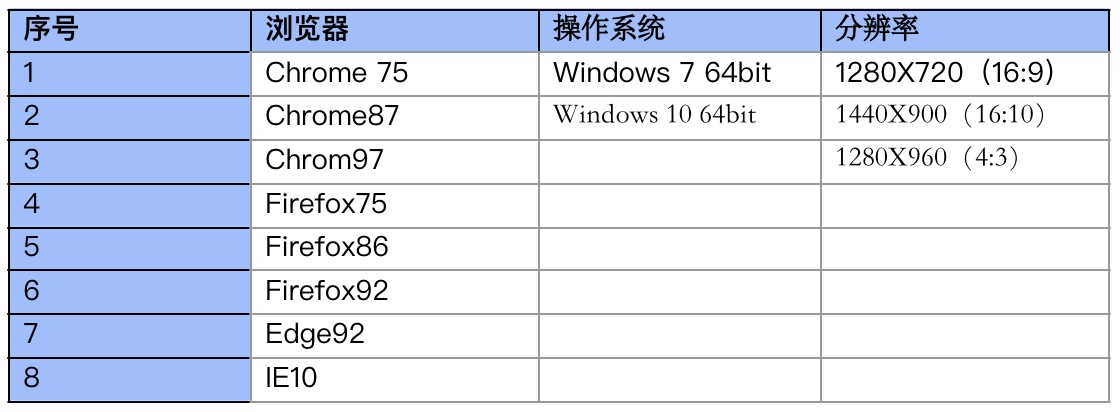 序号 浏览器 操作系统 分辨率
1 Chrome 75 Windows 7 64bit 1280X720（16:9）
2 Chrome87 Windows 10 64bit 1440X900（16:10）
3 Chrom97 1280X960（4:3）
4 Firefox75
5 Firefox86
6 Firefox92
7 Edge92
8 IE10